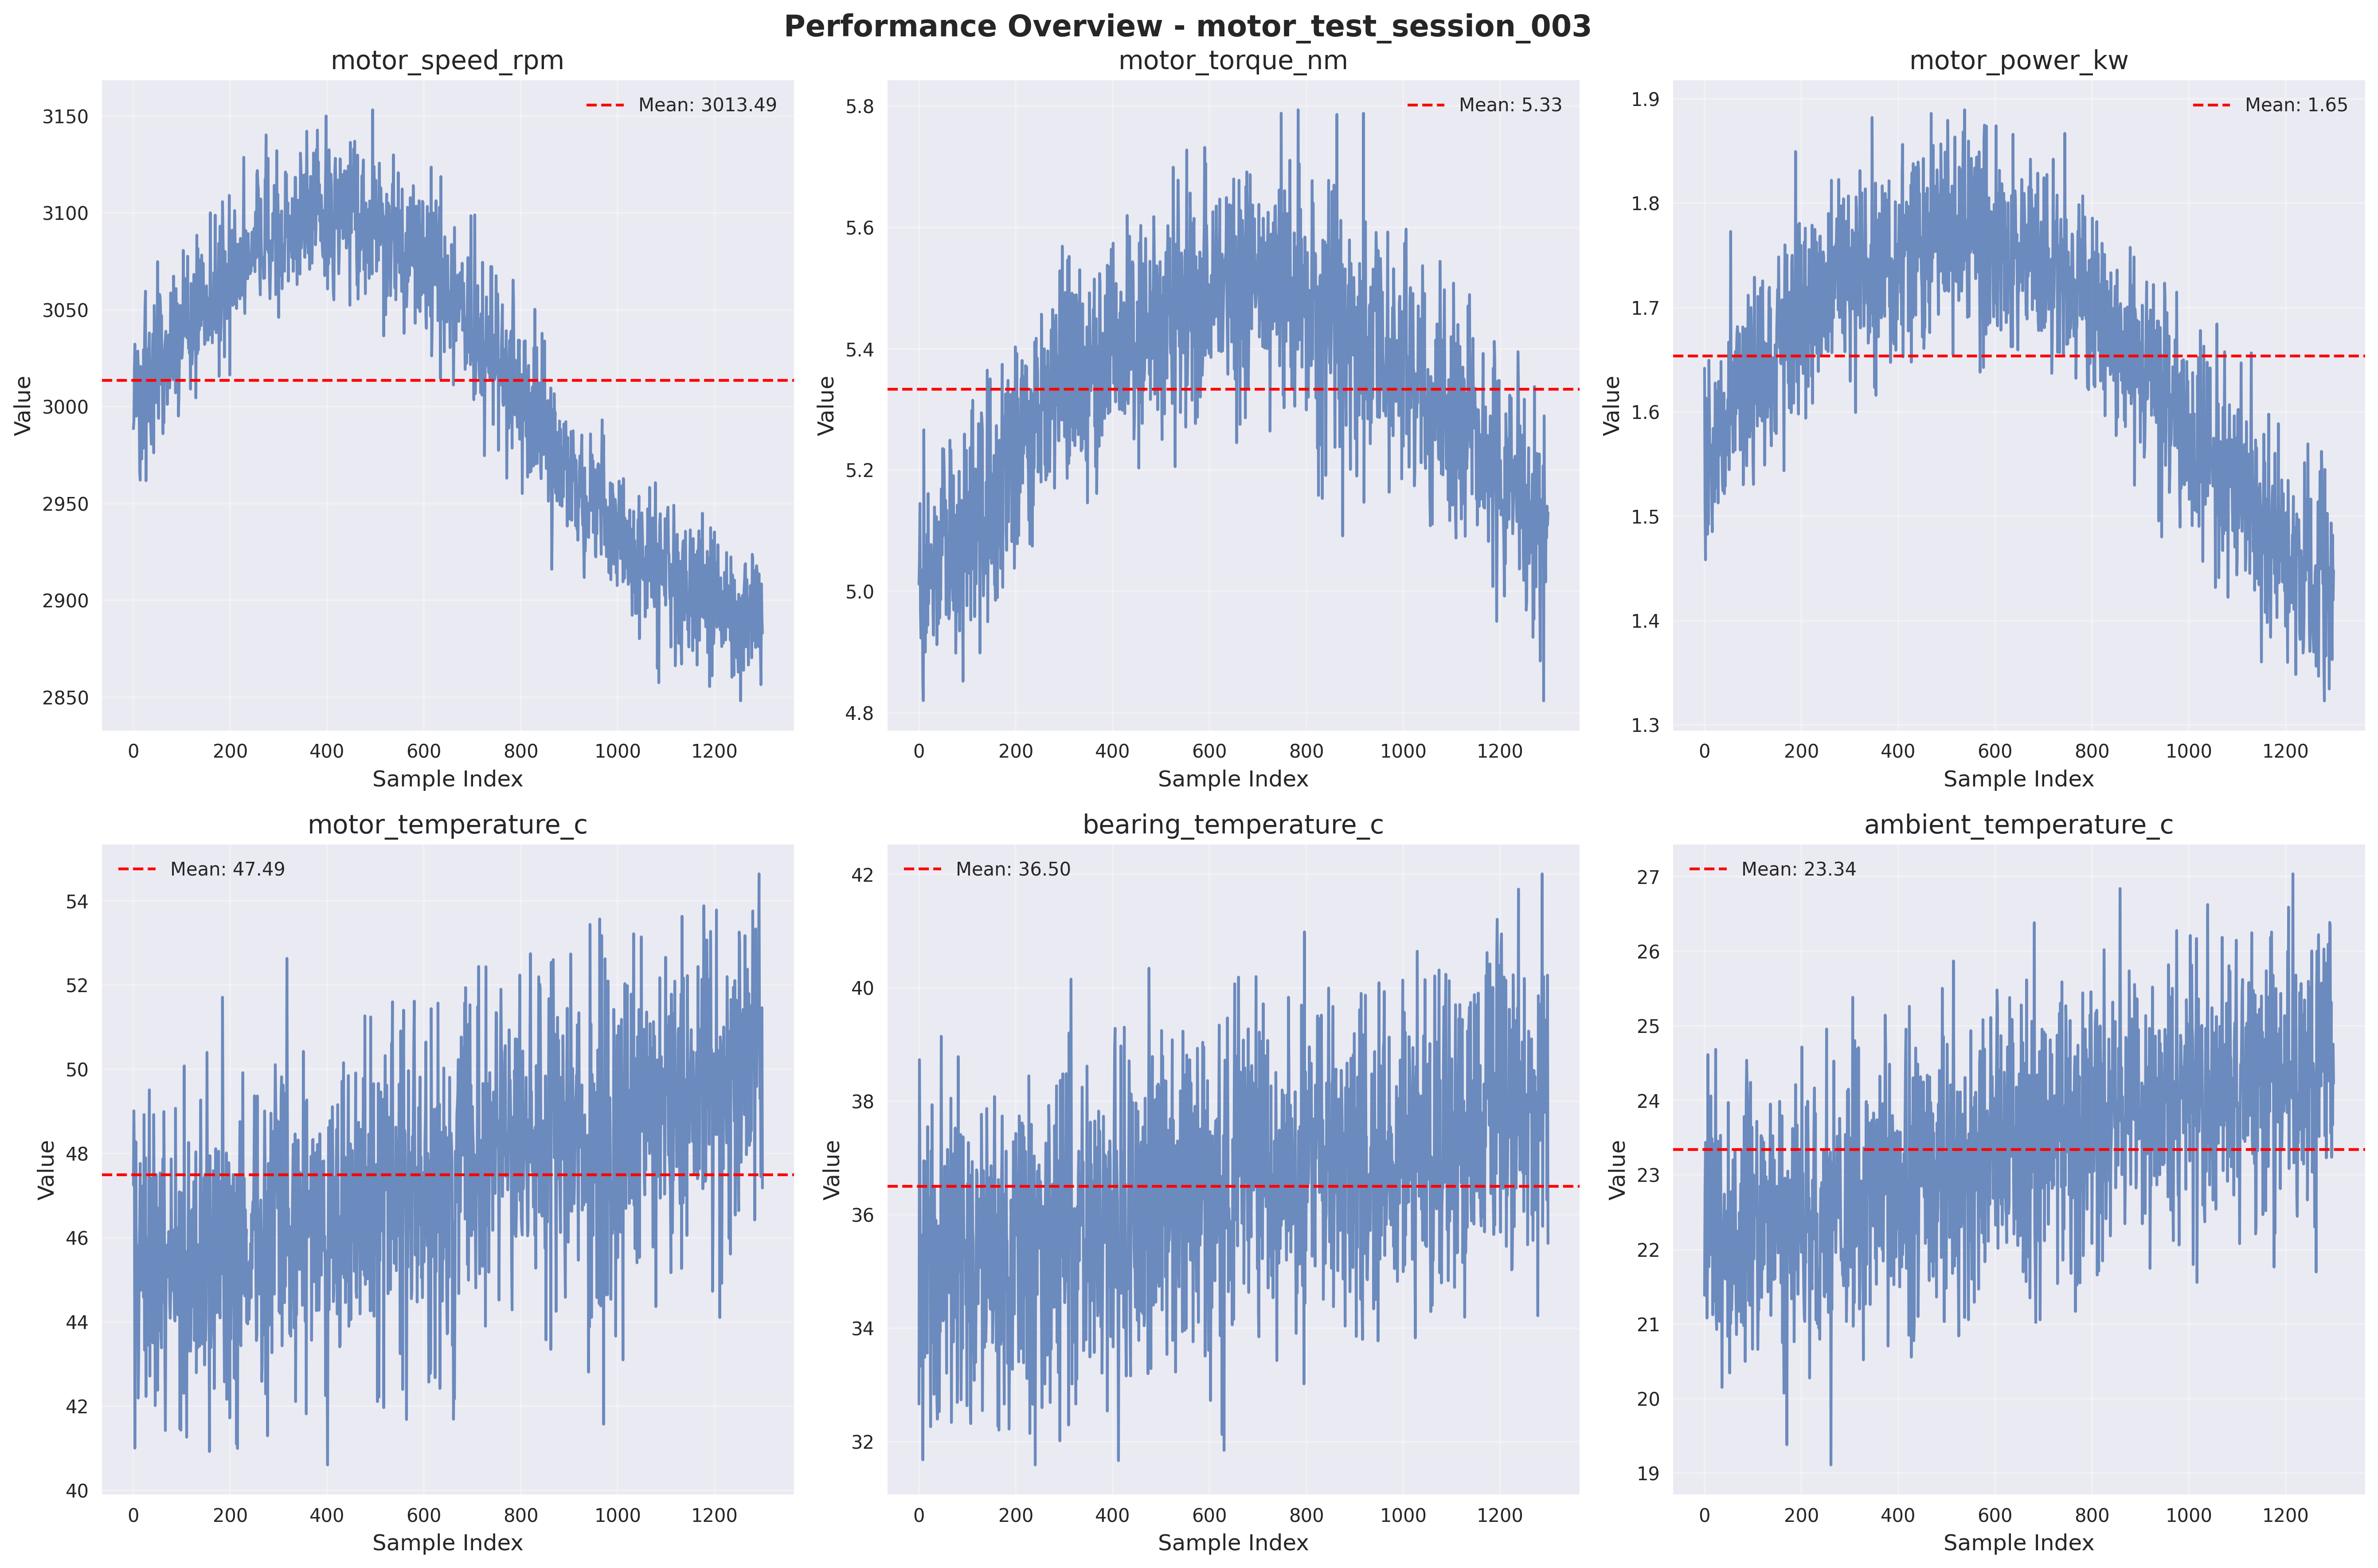 Performance Overview - motor_test_session_003
motor_speed_rpm
Mean: 3013.49
Value
3150
3100
3050
3000
2950
2900
2850
0 200 400 600 800 1000 1200
Sample Index
motor_torque_nm
Mean: 5.33
Value
5.8
5.6
5.4
5.2
5.0
4.8
0 200 400 600 800 1000 1200
Sample Index
motor_power_kw
Mean: 1.65
Value
1.9
1.8
1.7
1.6
1.5
1.4
1.3
0 200 400 600 800 1000 1200
Sample Index
motor_temperature_c
Mean: 47.49
Value
54
52
50
48
46
44
42
40
0 200 400 600 800 1000 1200
Sample Index
bearing_temperature_c
Mean: 36.50
Value
42
40
38
36
34
32
0 200 400 600 800 1000 1200
Sample Index
ambient_temperature_c
Mean: 23.34
Value
27
26
25
24
23
22
21
20
19
0 200 400 600 800 1000 1200
Sample Index